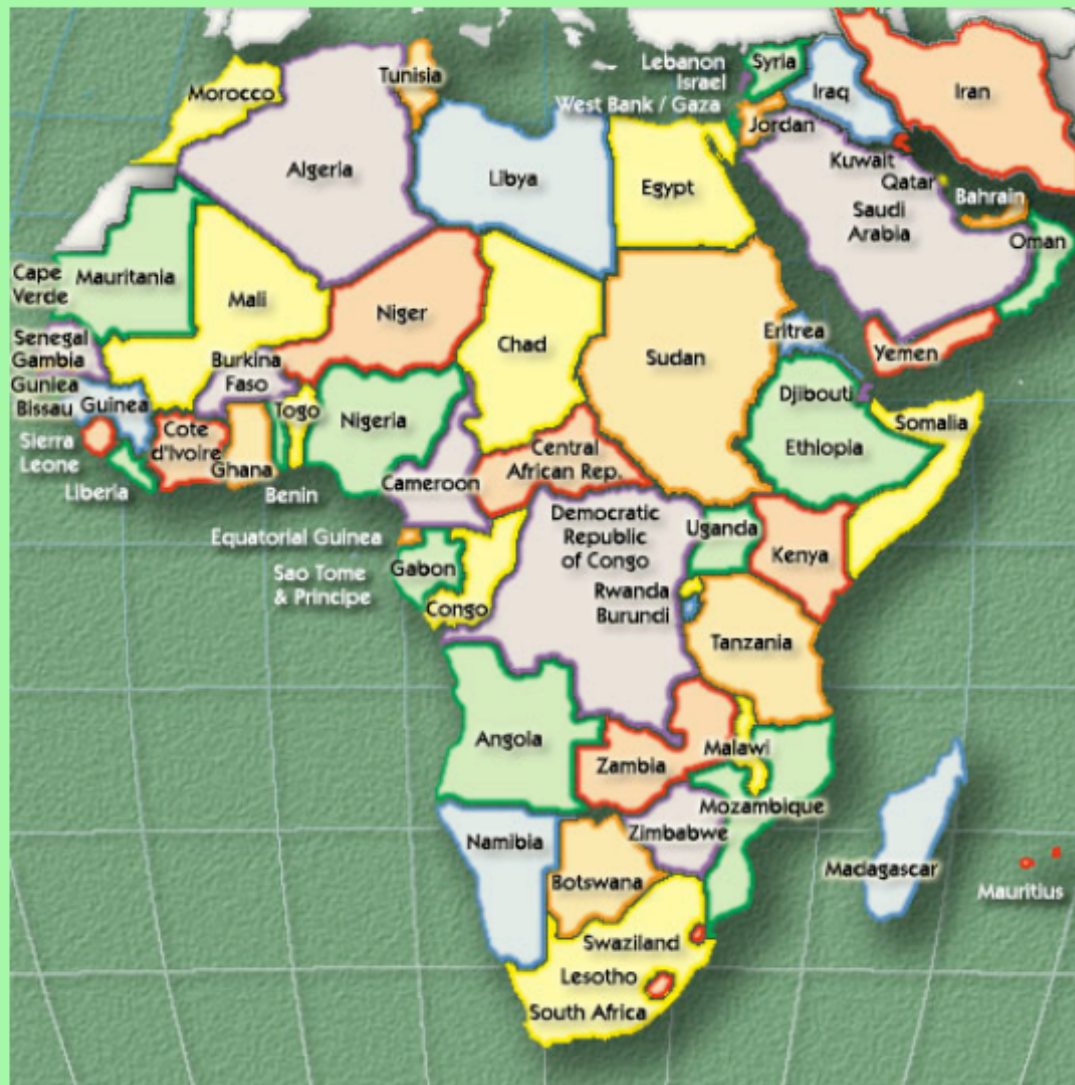 Morocco
Tunisia
Algeria
Libya
Egypt
Lebanon
Israel
West Bank / Gaza
Syria
Jordan
Iraq
Iran
Kuwait
Qatar
Bahrain
Saudi
Arabia
Oman
Yemen
Cape
Verde
Mauritania
Mali
Niger
Chad
Sudan
Eritrea
Djibouti
Ethiopia
Somalia
Senegal
Gambia
Guniea
Bissau
Guinea
Sierra
Leone
Liberia
Cote
d'Ivoire
Burkina
Faso
Ghana
Togo
Benin
Nigeria
Cameroon
Central
African Rep.
Equatorial Guinea
Sao Tome
& Principe
Gabon
Congo
Democratic
Republic
of Congo
Uganda
Kenya
Rwanda
Burundi
Tanzania
Angola
Zambia
Malawi
Mozambique
Zimbabwe
Namibia
Botswana
Swaziland
Lesotho
South Africa
Madagascar
Mauritius